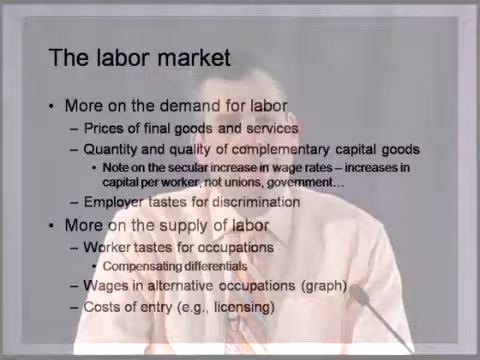 The labor market
• More on the demand for labor
– Prices of final goods and services
– Quantity and quality of complementary capital goods
• Note on the secular increase in wage rates – increases in
capital per worker, not unions, government…
– Employer tastes for discrimination
• More on the supply of labor
– Worker tastes for occupations
• Compensating differentials
– Wages in alternative occupations (graph)
– Costs of entry (e.g., licensing)